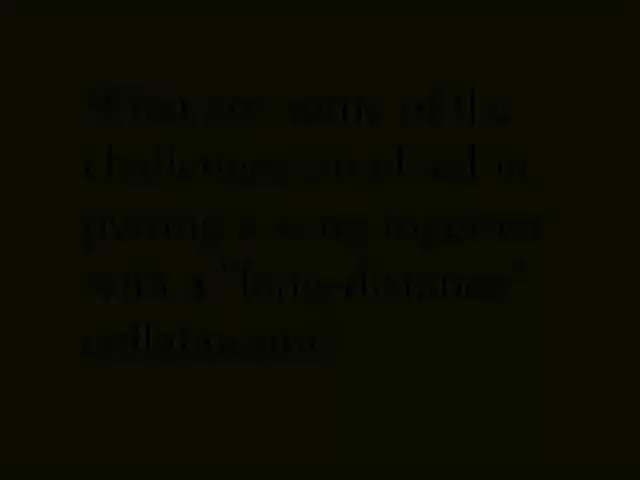 What are some of the
challenges involved in
putting a song together
with a "long-distance"